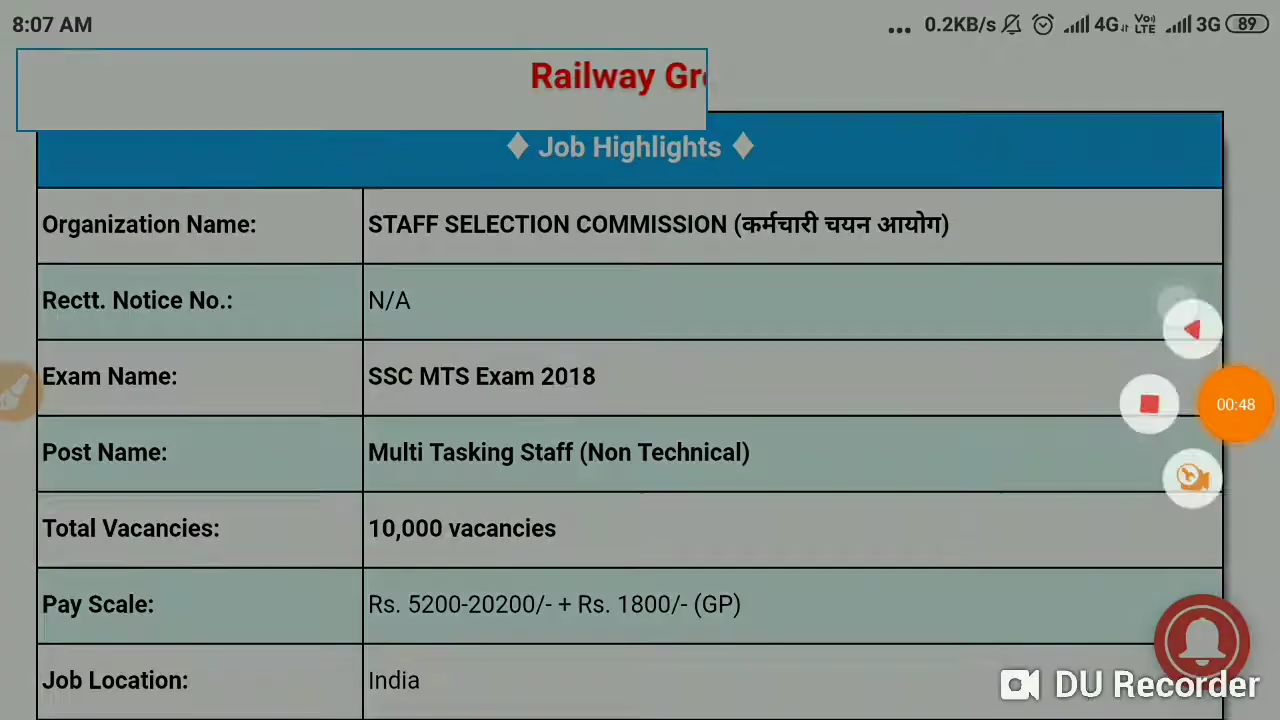 8:07 AM
... 0.2KB/s 4G VoLTE 3G 89
Railway
♦ Job Highlights ♦
Organization Name: STAFF SELECTION COMMISSION (कर्मचारी चयन आयोग)
Rectt. Notice No.: N/A
Exam Name: SSC MTS Exam 2018
00:48
Post Name: Multi Tasking Staff (Non Technical)
Total Vacancies: 10,000 vacancies
Pay Scale: Rs. 5200-20200/- + Rs. 1800/- (GP)
Job Location: India
DU Recorder